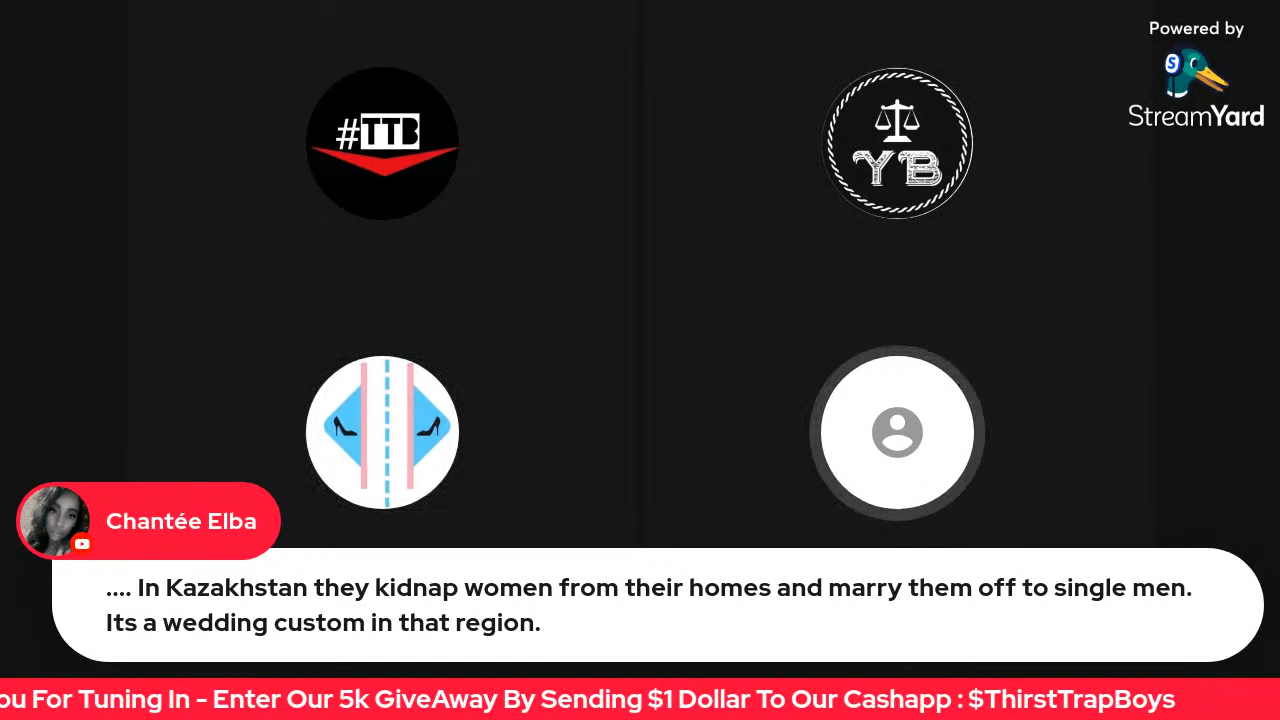 Powered by
StreamYard
#TTB
YB
Chantée Elba
.... In Kazakhstan they kidnap women from their homes and marry them off to single men.
Its a wedding custom in that region.
ou For Tuning In - Enter Our 5k GiveAway By Sending $1 Dollar To Our Cashapp : $ThirstTrapBoys